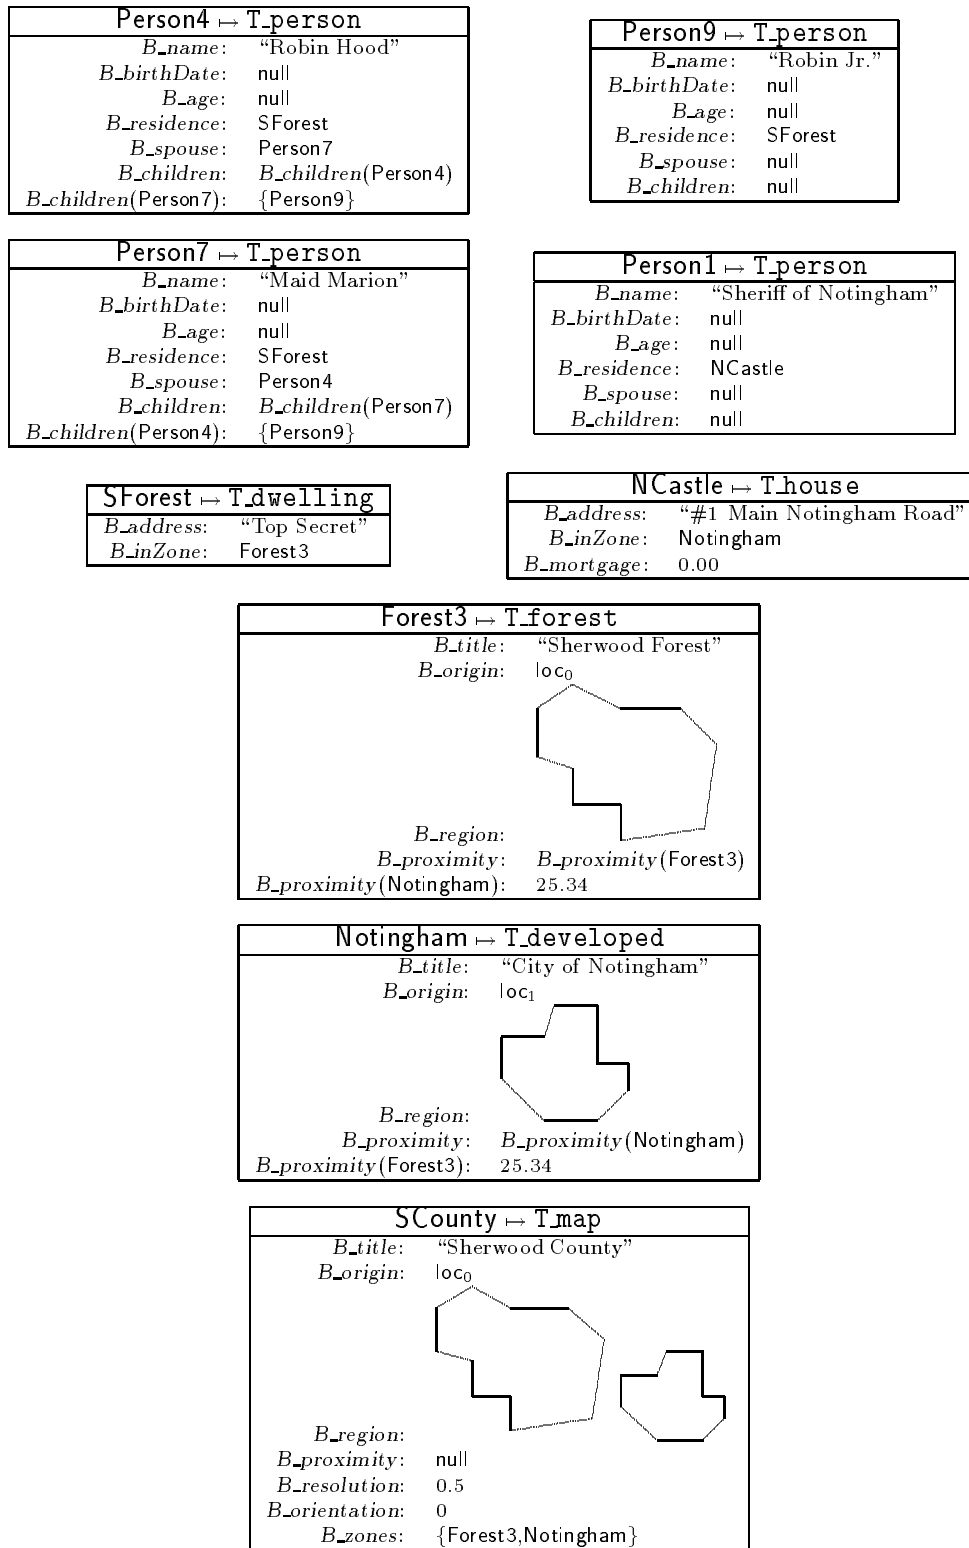 Person4 ↦ T_person
B_name: “Robin Hood”
B_birthDate: null
B_age: null
B_residence: SForest
B_spouse: Person7
B_children: B_children(Person4)
B_children(Person7): {Person9}
Person9 ↦ T_person
B_name: “Robin Jr.”
B_birthDate: null
B_age: null
B_residence: SForest
B_spouse: null
B_children: null
Person7 ↦ T_person
B_name: “Maid Marion”
B_birthDate: null
B_age: null
B_residence: SForest
B_spouse: Person4
B_children: B_children(Person7)
B_children(Person4): {Person9}
Person1 ↦ T_person
B_name: “Sheriff of Notingham”
B_birthDate: null
B_age: null
B_residence: NCastle
B_spouse: null
B_children: null
SForest ↦ T_dwelling
B_address: “Top Secret”
B_inZone: Forest3
NCastle ↦ T_house
B_address: “#1 Main Notingham Road”
B_inZone: Notingham
B_mortgage: 0.00
Forest3 ↦ T_forest
B_title: “Sherwood Forest”
B_origin: loc₀
B_region:
B_proximity: B_proximity(Forest3)
B_proximity(Notingham): 25.34
Notingham ↦ T_developed
B_title: “City of Notingham”
B_origin: loc₁
B_region:
B_proximity: B_proximity(Notingham)
B_proximity(Forest3): 25.34
SCounty ↦ T_map
B_title: “Sherwood County”
B_origin: loc₀
B_region:
B_proximity: null
B_resolution: 0.5
B_orientation: 0
B_zones: {Forest3,Notingham}